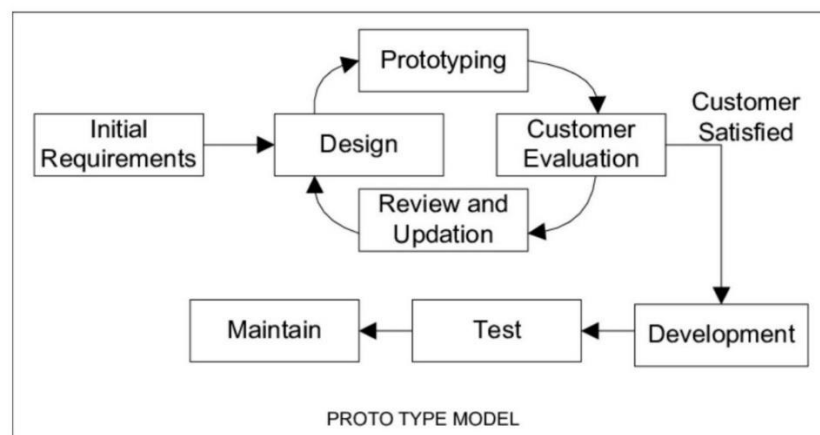 Prototyping
Customer
Satisfied
Initial
Requirements
Design
Customer
Evaluation
Review and
Updation
Maintain
Test
Development
PROTO TYPE MODEL